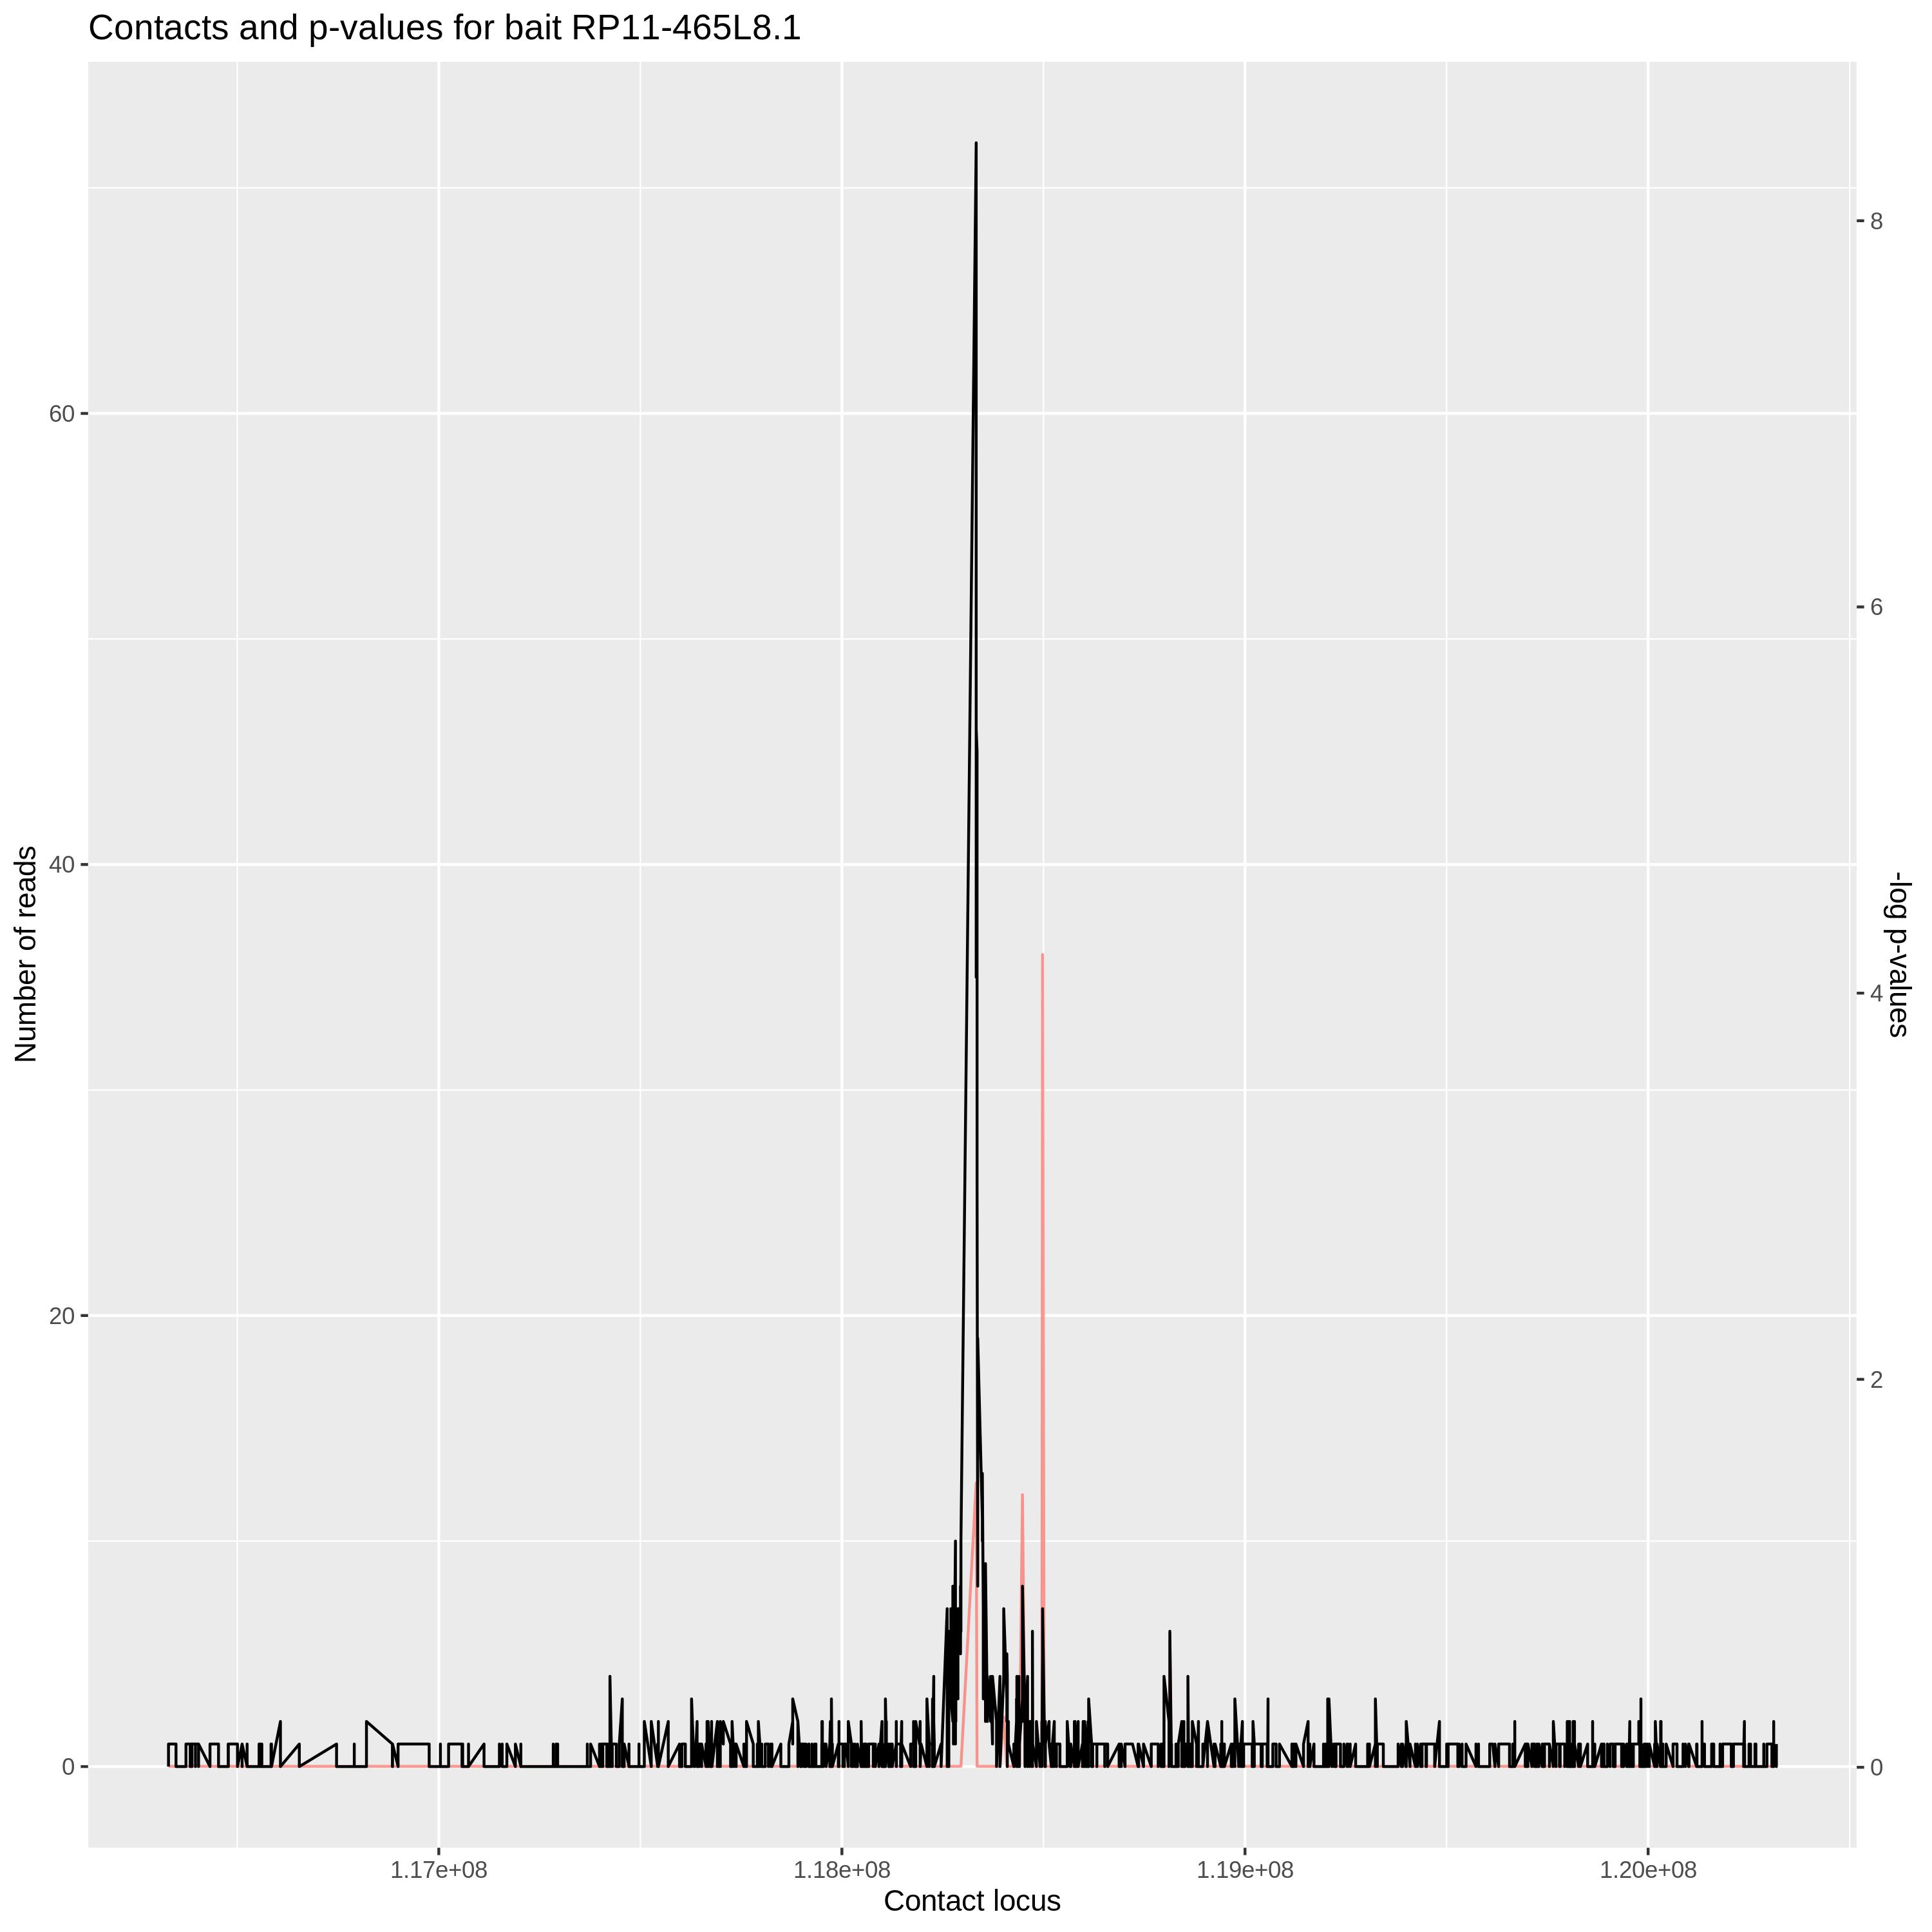 Contacts and p-values for bait RP11-465L8.1
Number of reads
60
40
20
0
8
6
4
2
0
-log p-values
1.17e+08
1.18e+08
1.19e+08
1.20e+08
Contact locus